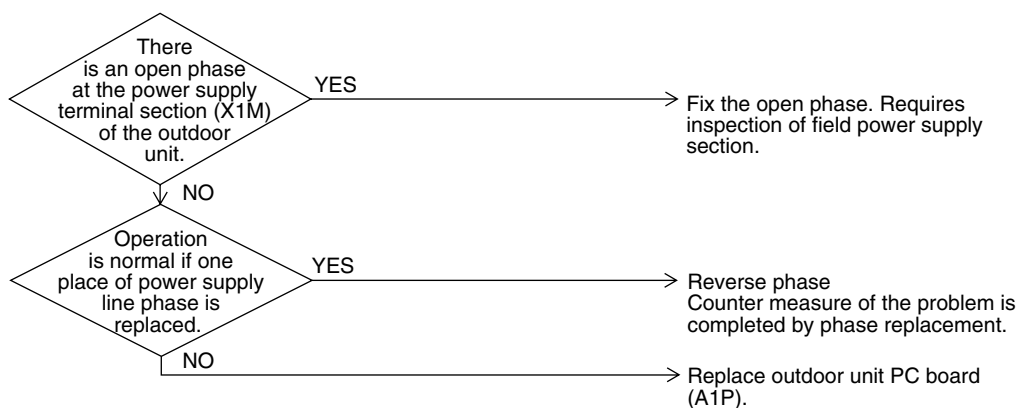 There
is an open phase
at the power supply
terminal section (X1M)
of the outdoor
unit.
YES
Fix the open phase. Requires
inspection of field power supply
section.
NO
Operation
is normal if one
place of power supply
line phase is
replaced.
YES
Reverse phase
Counter measure of the problem is
completed by phase replacement.
NO
Replace outdoor unit PC board
(A1P).